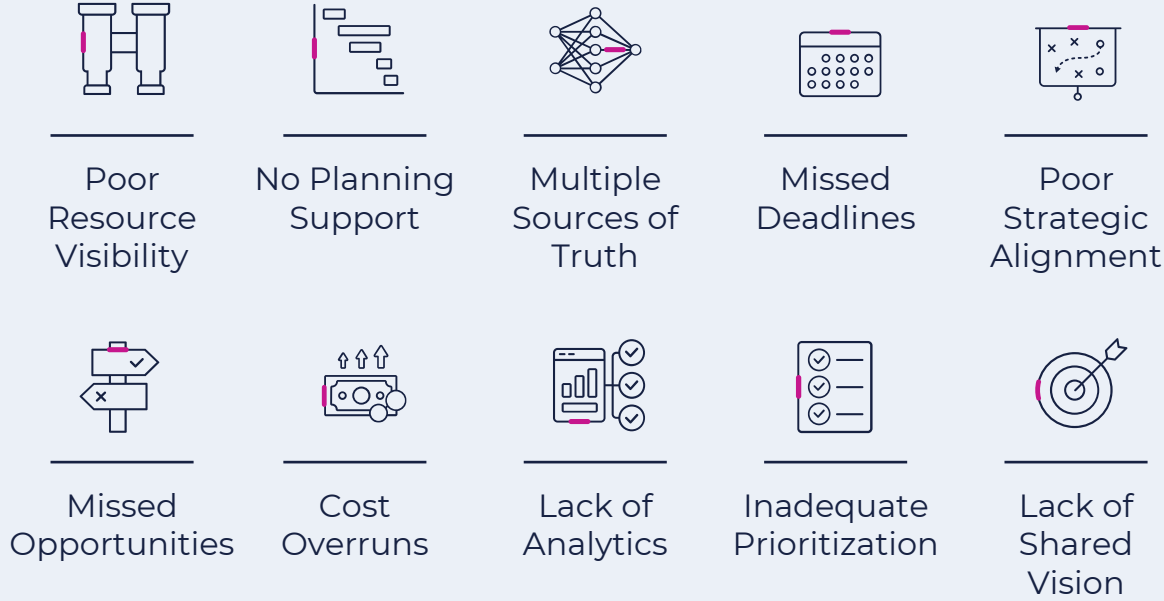 Poor
Resource
Visibility
No Planning
Support
Multiple
Sources of
Truth
Missed
Deadlines
Poor
Strategic
Alignment
Missed
Opportunities
Cost
Overruns
Lack of
Analytics
Inadequate
Prioritization
Lack of
Shared
Vision